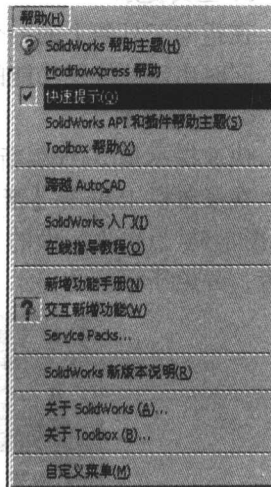 帮助(H)
SolidWorks 帮助主题(H)
MoldflowXpress 帮助
快速提示(Q)
SolidWorks API 和插件帮助主题(S)
Toolbox 帮助(X)
跨越 AutoCAD
SolidWorks 入门(I)
在线指导教程(O)
新增功能手册(N)
交互新增功能(W)
Service Packs...
SolidWorks 新版本说明(R)
关于 SolidWorks (A)...
关于 Toolbox (B)...
自定义菜单(M)